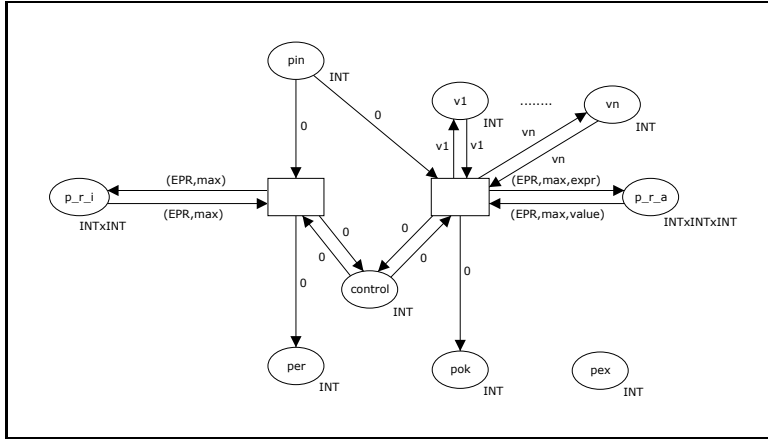 pin
INT
v1
INT
........
vn
INT
0
0
v1
v1
vn
vn
p_r_i
INTxINT
(EPR,max)
(EPR,max)
(EPR,max,expr)
(EPR,max,value)
p_r_a
INTxINTxINT
0
0
0
0
control
INT
0
0
per
INT
pok
INT
pex
INT